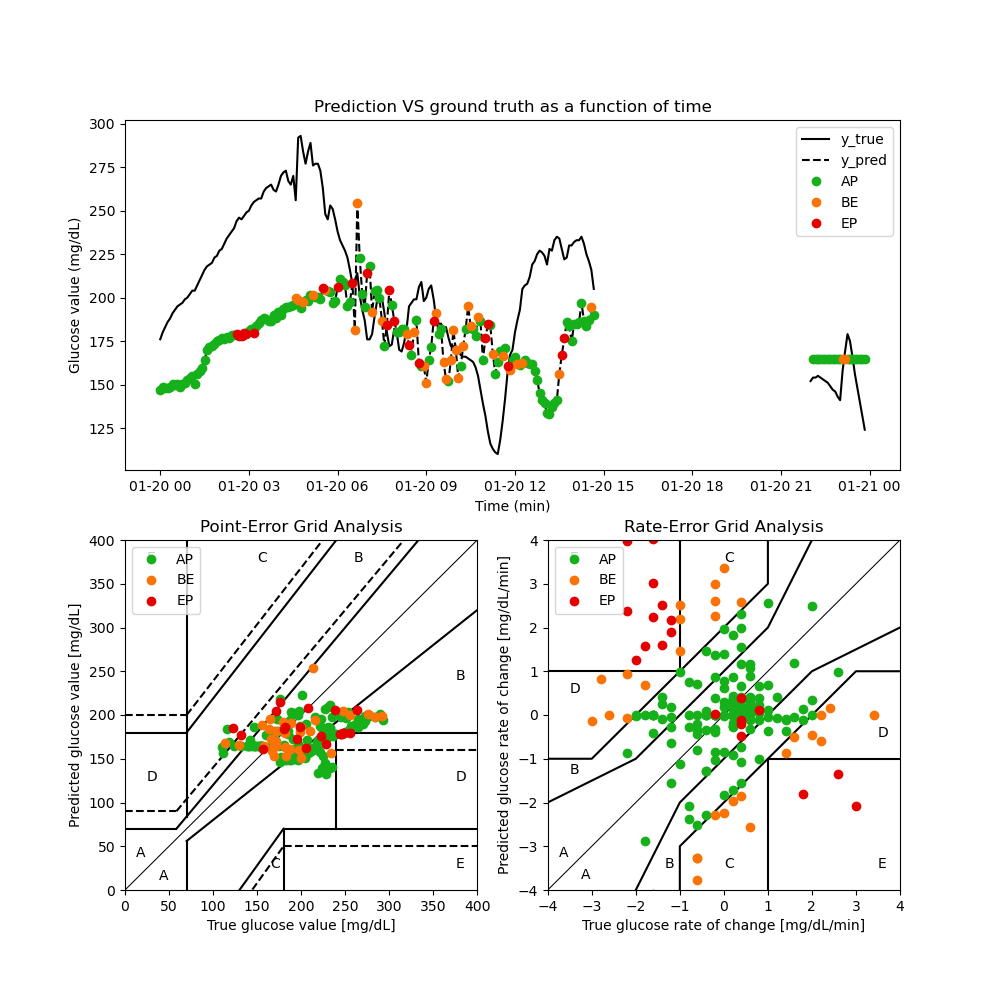 Prediction VS ground truth as a function of time
Glucose value (mg/dL)
300
275
250
225
200
175
150
125
y_true
y_pred
AP
BE
EP
01-20 00 01-20 03 01-20 06 01-20 09 01-20 12 01-20 15 01-20 18 01-20 21 01-21 00
Time (min)
Point-Error Grid Analysis
Predicted glucose value [mg/dL]
400
350
300
250
200
150
100
50
0
AP
BE
EP
C B
B
D D
A
A C E
0 50 100 150 200 250 300 350 400
True glucose value [mg/dL]
Rate-Error Grid Analysis
Predicted glucose rate of change [mg/dL/min]
4
3
2
1
0
−1
−2
−3
−4
AP
BE
EP
C
D
D
B
A
A B C E
−4 −3 −2 −1 0 1 2 3 4
True glucose rate of change [mg/dL/min]